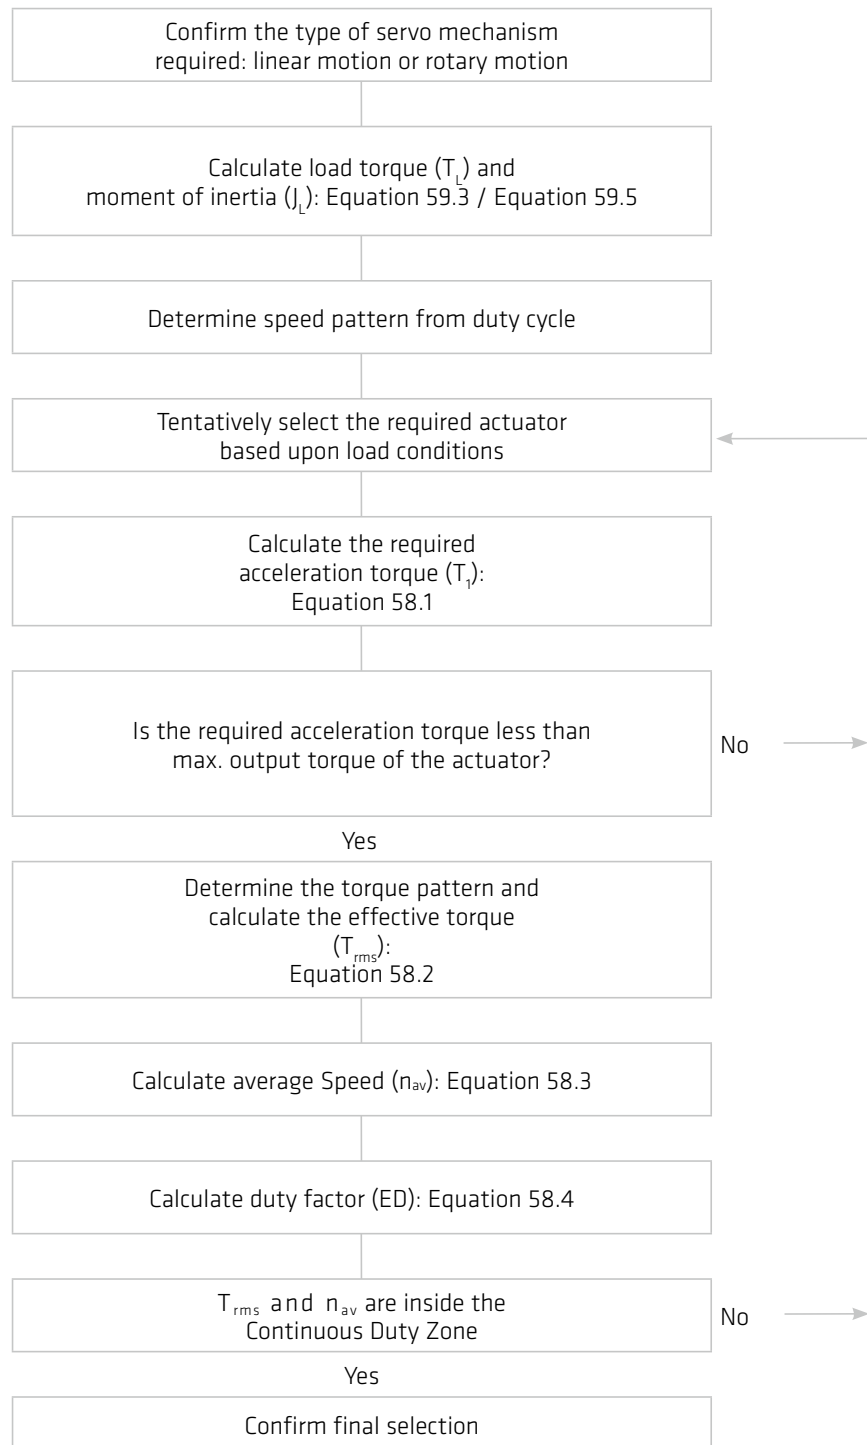 Confirm the type of servo mechanism
required: linear motion or rotary motion
Calculate load torque (T_L) and
moment of inertia (J_L): Equation 59.3 / Equation 59.5
Determine speed pattern from duty cycle
Tentatively select the required actuator
based upon load conditions
Calculate the required
acceleration torque (T_1):
Equation 58.1
Is the required acceleration torque less than
max. output torque of the actuator?
No
Yes
Determine the torque pattern and
calculate the effective torque
(T_rms):
Equation 58.2
Calculate average Speed (n_av): Equation 58.3
Calculate duty factor (ED): Equation 58.4
T_rms and n_av are inside the
Continuous Duty Zone
No
Yes
Confirm final selection